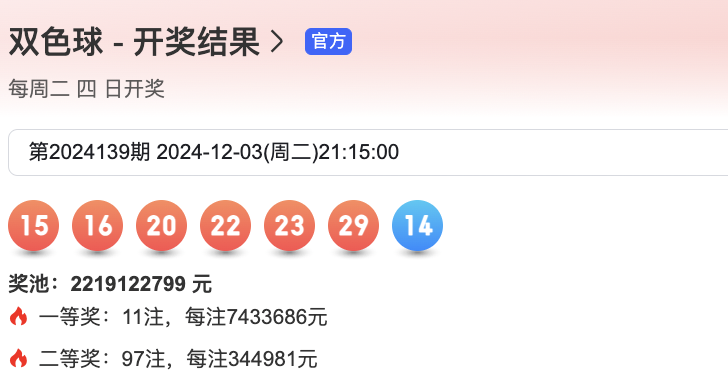 双色球 - 开奖结果 官方
每周二 四 日开奖
第2024139期 2024-12-03(周二)21:15:00
15 16 20 22 23 29 14
奖池：2219122799 元
一等奖：11注，每注7433686元
二等奖：97注，每注344981元